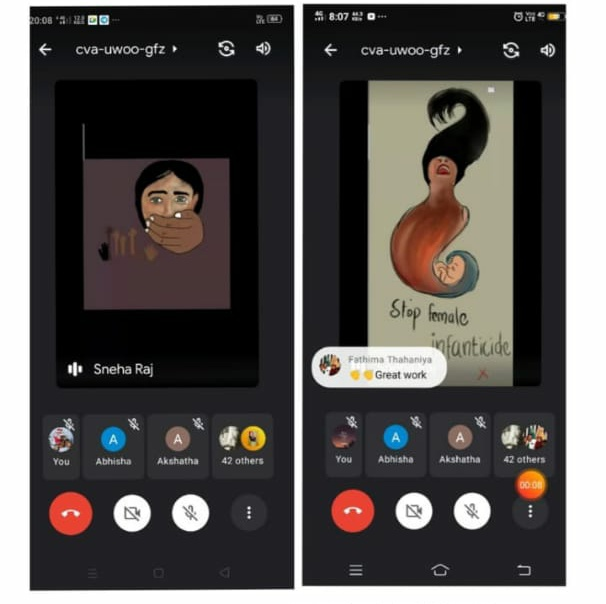 20:08
cva-uwoo-gfz
Sneha Raj
You
A
Abhisha
A
Akshatha
42 others
4G
8:07
cva-uwoo-gfz
Stop female
infanticide
Fathima Thahaniya
👏👏Great work
You
A
Abhisha
A
Akshatha
42 others
00:08